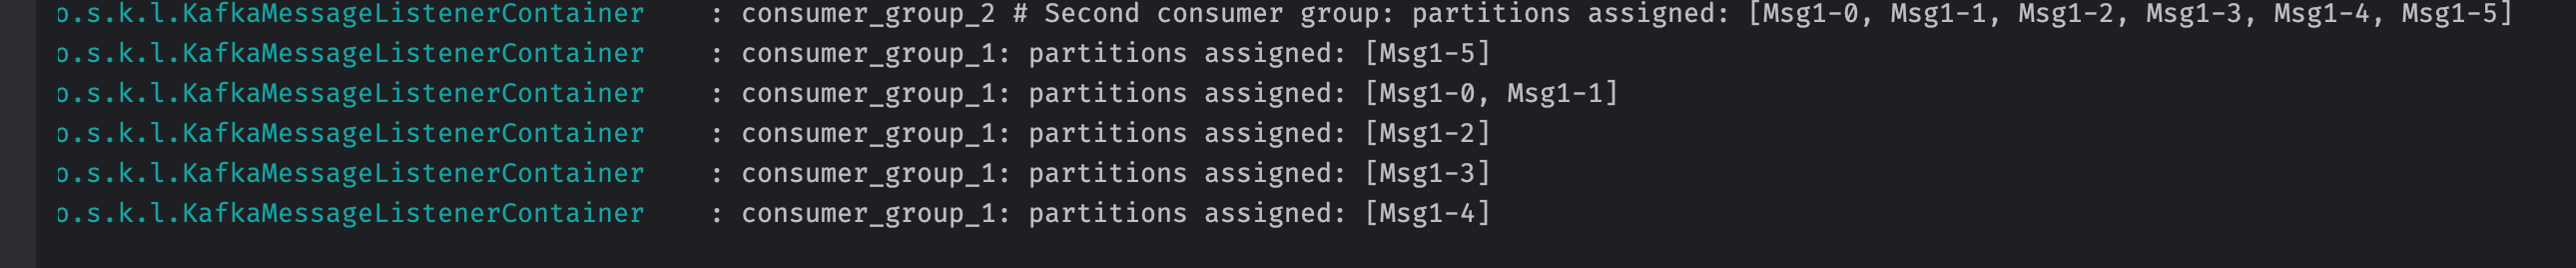 o.s.k.l.KafkaMessageListenerContainer : consumer_group_2 # Second consumer group: partitions assigned: [Msg1-0, Msg1-1, Msg1-2, Msg1-3, Msg1-4, Msg1-5]
o.s.k.l.KafkaMessageListenerContainer : consumer_group_1: partitions assigned: [Msg1-5]
o.s.k.l.KafkaMessageListenerContainer : consumer_group_1: partitions assigned: [Msg1-0, Msg1-1]
o.s.k.l.KafkaMessageListenerContainer : consumer_group_1: partitions assigned: [Msg1-2]
o.s.k.l.KafkaMessageListenerContainer : consumer_group_1: partitions assigned: [Msg1-3]
o.s.k.l.KafkaMessageListenerContainer : consumer_group_1: partitions assigned: [Msg1-4]